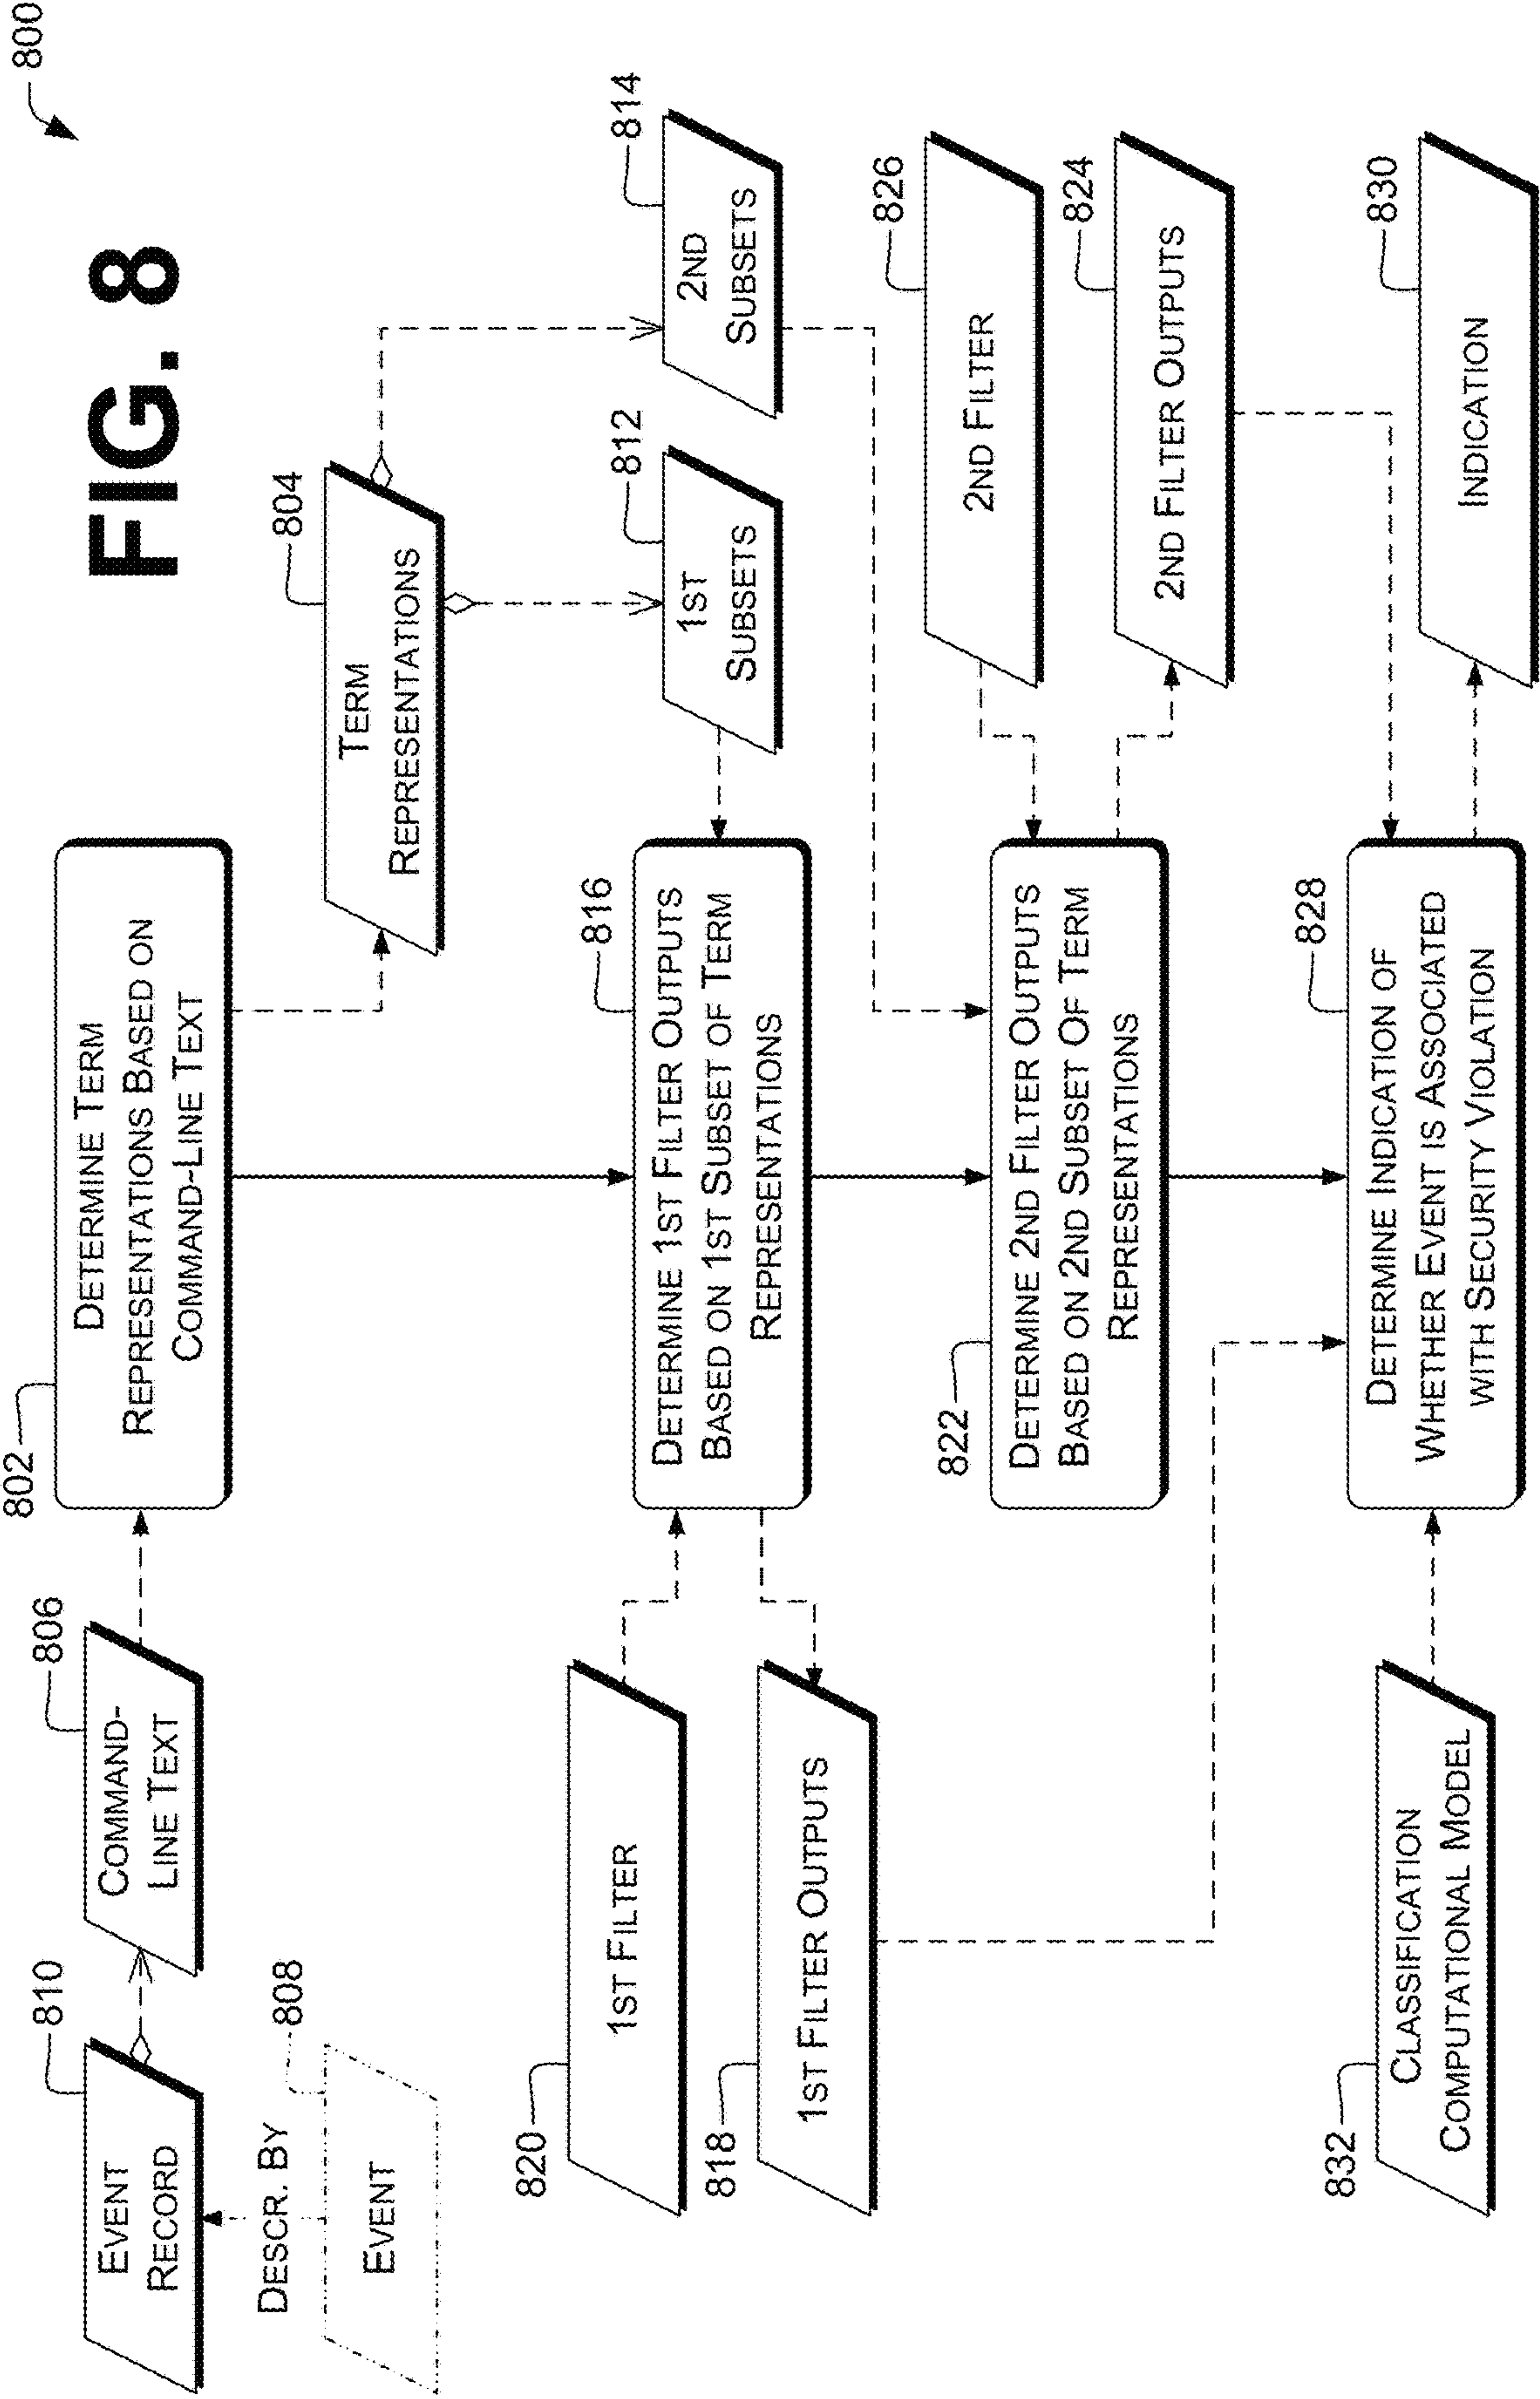 800
FIG. 8
810
EVENT
RECORD
806
COMMAND-
LINE TEXT
802
DETERMINE TERM
REPRESENTATIONS BASED ON
COMMAND-LINE TEXT
DESCR. BY
808
EVENT
804
TERM
REPRESENTATIONS
812
1ST
SUBSETS
814
2ND
SUBSETS
820
1ST FILTER
816
DETERMINE 1ST FILTER OUTPUTS
BASED ON 1ST SUBSET OF TERM
REPRESENTATIONS
818
1ST FILTER OUTPUTS
826
2ND FILTER
822
DETERMINE 2ND FILTER OUTPUTS
BASED ON 2ND SUBSET OF TERM
REPRESENTATIONS
824
2ND FILTER OUTPUTS
832
CLASSIFICATION
COMPUTATIONAL MODEL
828
DETERMINE INDICATION OF
WHETHER EVENT IS ASSOCIATED
WITH SECURITY VIOLATION
830
INDICATION